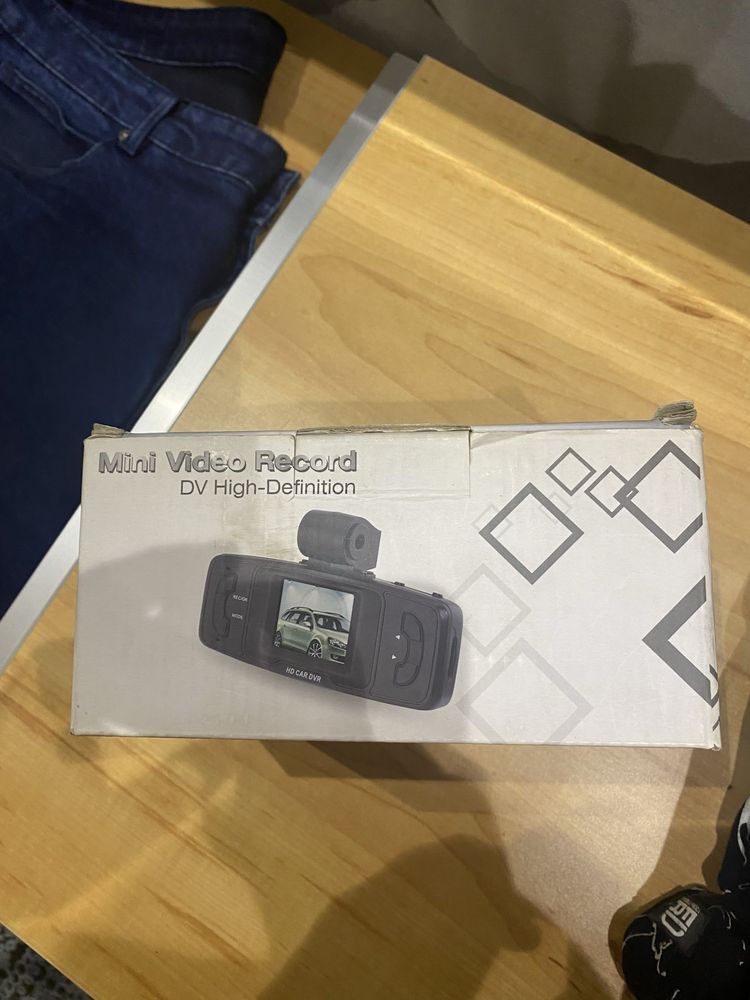 Mini Video Record
DV High-Definition
REC/OK
MODE
HD CAR DVR